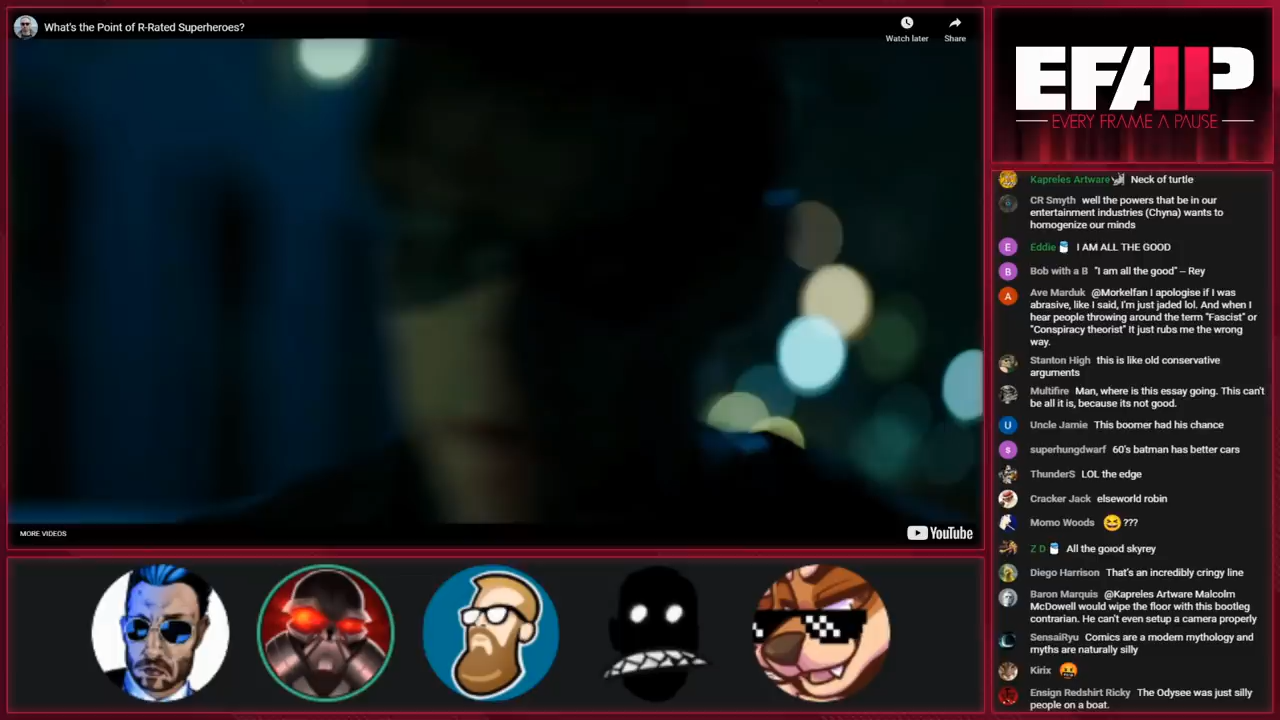 What's the Point of R-Rated Superheroes?
Watch later
Share
MORE VIDEOS
YouTube
EFAP
EVERY FRAME A PAUSE
Kapreles Artware Neck of turtle
CR Smyth well the powers that be in our
entertainment industries (Chyna) wants to
homogenize our minds
E
Eddie I AM ALL THE GOOD
B
Bob with a B "I am all the good" – Rey
A
Ave Marduk @Morkelfan I apologise if I was
abrasive, like I said, I'm just jaded lol. And when I
hear people throwing around the term "Fascist" or
"Conspiracy theorist" It just rubs me the wrong
way.
Stanton High this is like old conservative
arguments
Multifire Man, where is this essay going. This can't
be all it is, because its not good.
U
Uncle Jamie This boomer had his chance
s
superhungdwarf 60's batman has better cars
ThunderS LOL the edge
Cracker Jack elseworld robin
Momo Woods ???
Z D All the goıod skyrey
Diego Harrison That's an incredibly cringy line
Baron Marquis @Kapreles Artware Malcolm
McDowell would wipe the floor with this bootleg
contrarian. He can't even setup a camera properly
SensaiRyu Comics are a modern mythology and
myths are naturally silly
Kirix
Ensign Redshirt Ricky The Odysee was just silly
people on a boat.